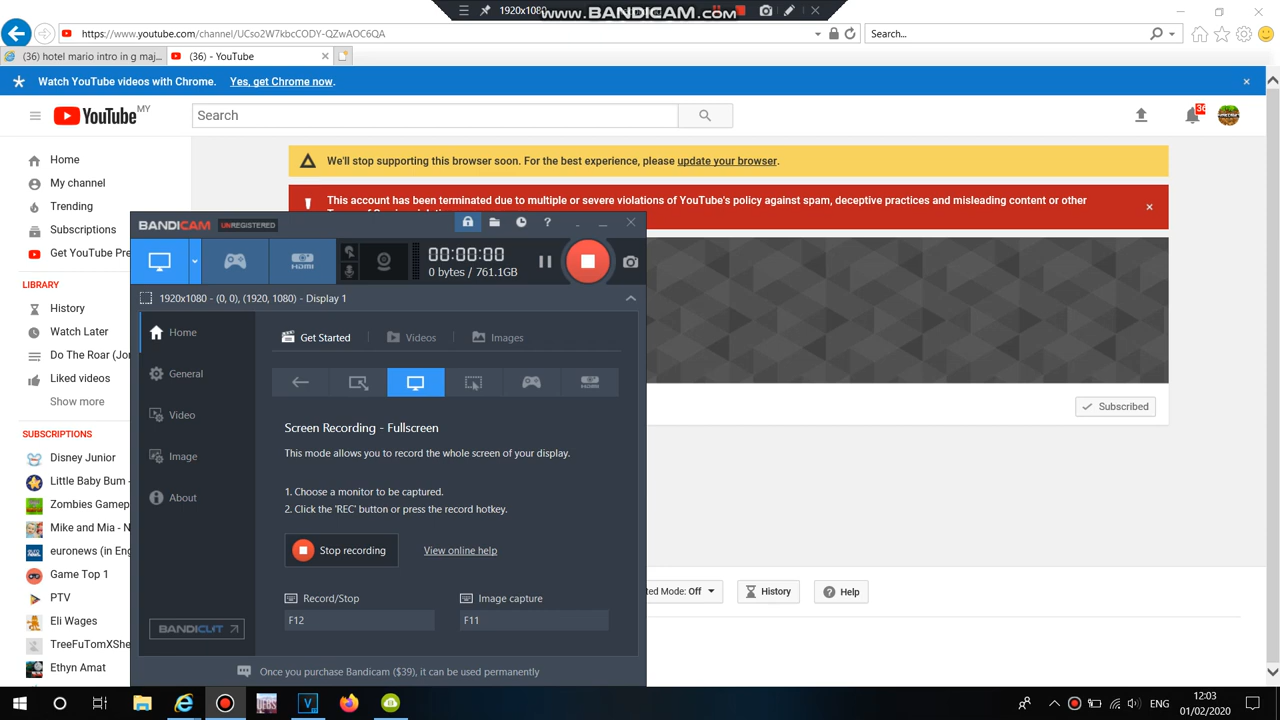 1920x1080
www.BANDICAM.com
https://www.youtube.com/channel/UCso2W7kbcCODY-QZwAOC6QA
Search...
(36) hotel mario intro in g maj...
(36) - YouTube
Watch YouTube videos with Chrome. Yes, get Chrome now.
YouTube MY
Search
36
Home
My channel
Trending
Subscriptions
Get YouTube Pre
LIBRARY
History
Watch Later
Do The Roar (Jor
Liked videos
Show more
SUBSCRIPTIONS
Disney Junior
Little Baby Bum -
Zombies Gamep
Mike and Mia - N
euronews (in Eng
Game Top 1
PTV
Eli Wages
TreeFuTomXShe
Ethyn Amat
We'll stop supporting this browser soon. For the best experience, please update your browser.
This account has been terminated due to multiple or severe violations of YouTube's policy against spam, deceptive practices and misleading content or other
Subscribed
ted Mode: Off
History
Help
BANDICAM UNREGISTERED
HDMI
00:00:00
0 bytes / 761.1GB
1920x1080 - (0, 0), (1920, 1080) - Display 1
Home
General
Video
Image
About
BANDICUT
Get Started
Videos
Images
Screen Recording - Fullscreen
This mode allows you to record the whole screen of your display.
1. Choose a monitor to be captured.
2. Click the 'REC' button or press the record hotkey.
Stop recording
View online help
Record/Stop
Image capture
F12
F11
Once you purchase Bandicam ($39), it can be used permanently
ENG
12:03
01/02/2020